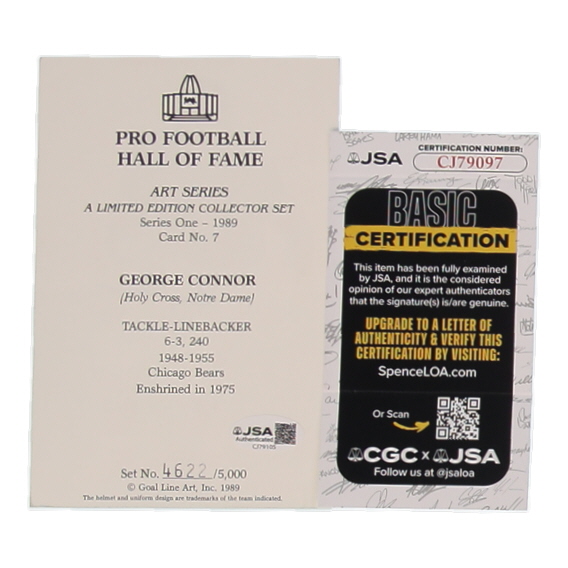 PRO FOOTBALL
HALL OF FAME
ART SERIES
A LIMITED EDITION COLLECTOR SET
Series One – 1989
Card No. 7
GEORGE CONNOR
(Holy Cross, Notre Dame)
TACKLE-LINEBACKER
6-3, 240
1948-1955
Chicago Bears
Enshrined in 1975
JSA
Authenticated
Set No. 4622/5,000
© Goal Line Art, Inc. 1989
The helmet and uniform design are trademarks of the team indicated.
JSA
CERTIFICATION NUMBER:
CJ79097
BASIC
CERTIFICATION
This item has been fully examined
by JSA, and it is the considered
opinion of our expert authenticators
that the signature(s) is/are genuine.
UPGRADE TO A LETTER OF
AUTHENTICITY & VERIFY THIS
CERTIFICATION BY VISITING:
SpenceLOA.com
Or Scan
CGC x JSA
Follow us at @jsaloa